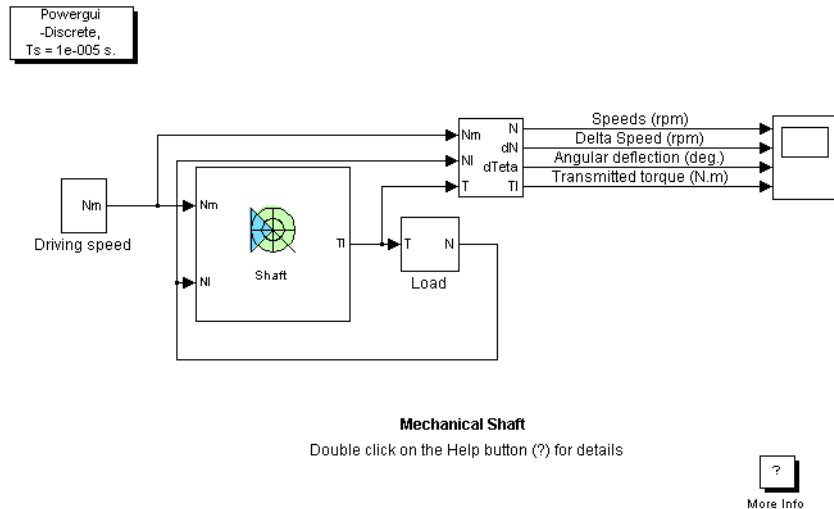 Powergui
-Discrete,
Ts = 1e-005 s.
Speeds (rpm)
Nm
N
Delta Speed (rpm)
dN
Nl
Angular deflection (deg.)
dTeta
Transmitted torque (N.m)
T
Tl
Nm
Nm
Driving speed
Tl
T
N
Shaft
Nl
Load
Mechanical Shaft
Double click on the Help button (?) for details
?
More Info